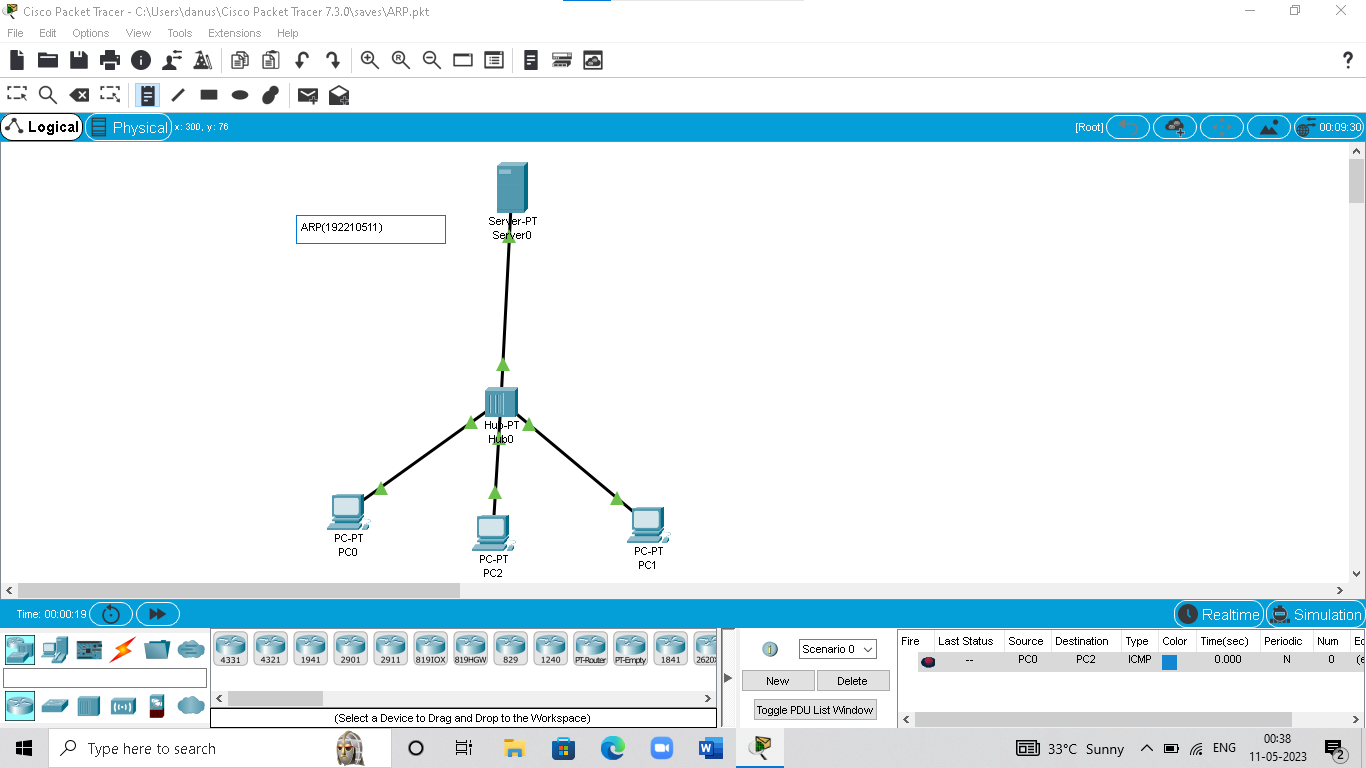 Cisco Packet Tracer - C:\Users\danus\Cisco Packet Tracer 7.3.0\saves\ARP.pkt
File Edit Options View Tools Extensions Help
?
Logical Physical x: 300, y: 76 [Root] 00:09:30
Server-PT
Server0
ARP(192210511)
Hub-PT
Hub0
PC-PT
PC0
PC-PT
PC2
PC-PT
PC1
Time: 00:00:19 Realtime Simulation
4331 4321 1941 2901 2911 819IOX 819HGW 829 1240 PT-Router PT-Empty 1841 2620X
(Select a Device to Drag and Drop to the Workspace)
Scenario 0
New Delete
Toggle PDU List Window
Fire Last Status Source Destination Type Color Time(sec) Periodic Num Ec
-- PC0 PC2 ICMP 0.000 N 0 (e
Type here to search
33°C Sunny ENG 00:38
11-05-2023
2